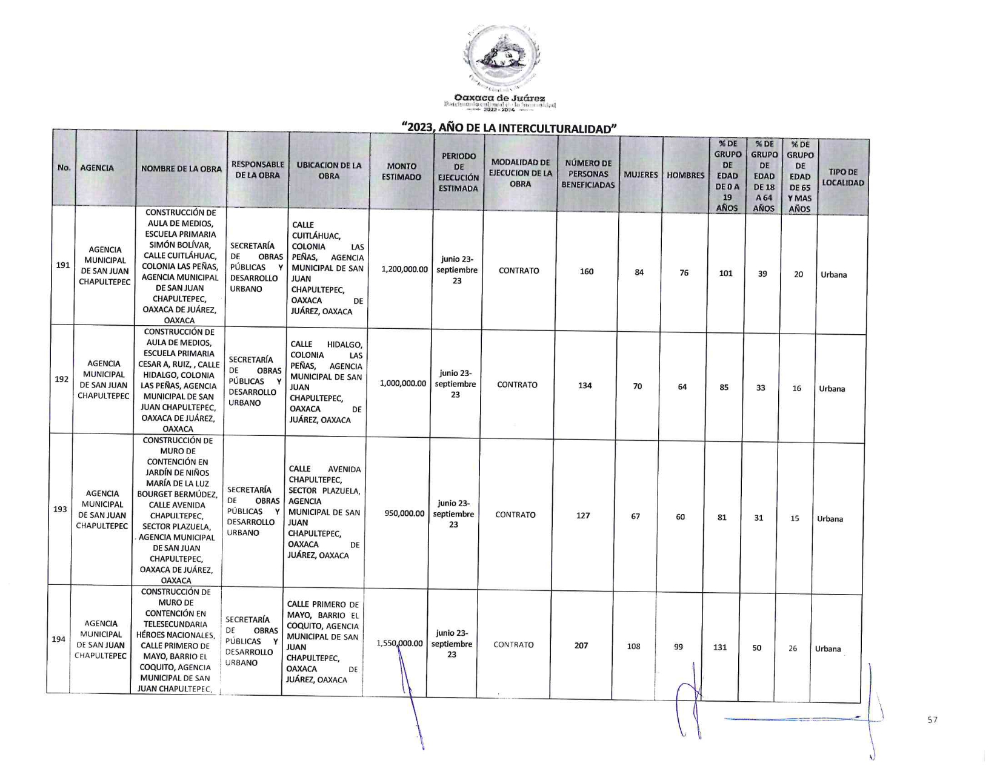 Oaxaca de Juárez
2022 - 2024
“2023, AÑO DE LA INTERCULTURALIDAD”
No.
AGENCIA
NOMBRE DE LA OBRA
RESPONSABLE
DE LA OBRA
UBICACION DE LA
OBRA
MONTO
ESTIMADO
PERIODO
DE
EJECUCIÓN
ESTIMADA
MODALIDAD DE
EJECUCION DE LA
OBRA
NÚMERO DE
PERSONAS
BENEFICIADAS
MUJERES
HOMBRES
% DE
GRUPO
DE
EDAD
DE 0 A
19
AÑOS
% DE
GRUPO
DE
EDAD
DE 18
A 64
AÑOS
% DE
GRUPO
DE
EDAD
DE 65
Y MAS
AÑOS
TIPO DE
LOCALIDAD
191
AGENCIA
MUNICIPAL
DE SAN JUAN
CHAPULTEPEC
CONSTRUCCIÓN DE
AULA DE MEDIOS,
ESCUELA PRIMARIA
SIMÓN BOLÍVAR,
CALLE CUITLÁHUAC,
COLONIA LAS PEÑAS,
AGENCIA MUNICIPAL
DE SAN JUAN
CHAPULTEPEC,
OAXACA DE JUÁREZ,
OAXACA
SECRETARÍA
DE OBRAS
PÚBLICAS Y
DESARROLLO
URBANO
CALLE
CUITLÁHUAC,
COLONIA LAS
PEÑAS, AGENCIA
MUNICIPAL DE SAN
JUAN
CHAPULTEPEC,
OAXACA DE
JUÁREZ, OAXACA
1,200,000.00
junio 23-
septiembre
23
CONTRATO
160
84
76
101
39
20
Urbana
192
AGENCIA
MUNICIPAL
DE SAN JUAN
CHAPULTEPEC
CONSTRUCCIÓN DE
AULA DE MEDIOS,
ESCUELA PRIMARIA
CESAR A, RUIZ, , CALLE
HIDALGO, COLONIA
LAS PEÑAS, AGENCIA
MUNICIPAL DE SAN
JUAN CHAPULTEPEC,
OAXACA DE JUÁREZ,
OAXACA
SECRETARÍA
DE OBRAS
PÚBLICAS Y
DESARROLLO
URBANO
CALLE HIDALGO,
COLONIA LAS
PEÑAS, AGENCIA
MUNICIPAL DE SAN
JUAN
CHAPULTEPEC,
OAXACA DE
JUÁREZ, OAXACA
1,000,000.00
junio 23-
septiembre
23
CONTRATO
134
70
64
85
33
16
Urbana
193
AGENCIA
MUNICIPAL
DE SAN JUAN
CHAPULTEPEC
CONSTRUCCIÓN DE
MURO DE
CONTENCIÓN EN
JARDÍN DE NIÑOS
MARÍA DE LA LUZ
BOURGET BERMÚDEZ,
CALLE AVENIDA
CHAPULTEPEC,
SECTOR PLAZUELA,
AGENCIA MUNICIPAL
DE SAN JUAN
CHAPULTEPEC,
OAXACA DE JUÁREZ,
OAXACA
SECRETARÍA
DE OBRAS
PÚBLICAS Y
DESARROLLO
URBANO
CALLE AVENIDA
CHAPULTEPEC,
SECTOR PLAZUELA,
AGENCIA
MUNICIPAL DE SAN
JUAN
CHAPULTEPEC,
OAXACA DE
JUÁREZ, OAXACA
950,000.00
junio 23-
septiembre
23
CONTRATO
127
67
60
81
31
15
Urbana
194
AGENCIA
MUNICIPAL
DE SAN JUAN
CHAPULTEPEC
CONSTRUCCIÓN DE
MURO DE
CONTENCIÓN EN
TELESECUNDARIA
HÉROES NACIONALES,
CALLE PRIMERO DE
MAYO, BARRIO EL
COQUITO, AGENCIA
MUNICIPAL DE SAN
JUAN CHAPULTEPEC,
SECRETARÍA
DE OBRAS
PÚBLICAS Y
DESARROLLO
URBANO
CALLE PRIMERO DE
MAYO, BARRIO EL
COQUITO, AGENCIA
MUNICIPAL DE SAN
JUAN
CHAPULTEPEC,
OAXACA DE
JUÁREZ, OAXACA
1,550,000.00
junio 23-
septiembre
23
CONTRATO
207
108
99
131
50
26
Urbana
57